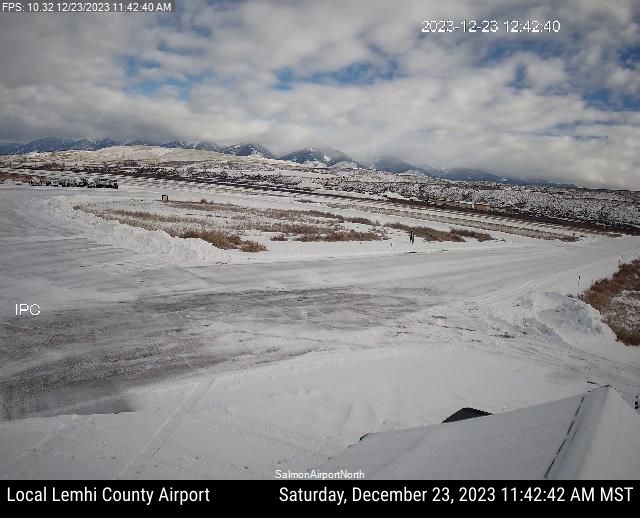 FPS: 10.32 12/23/2023 11:42:40 AM
2023-12-23 12:42:40
IPC
SalmonAirportNorth
Local Lemhi County Airport Saturday, December 23, 2023 11:42:42 AM MST